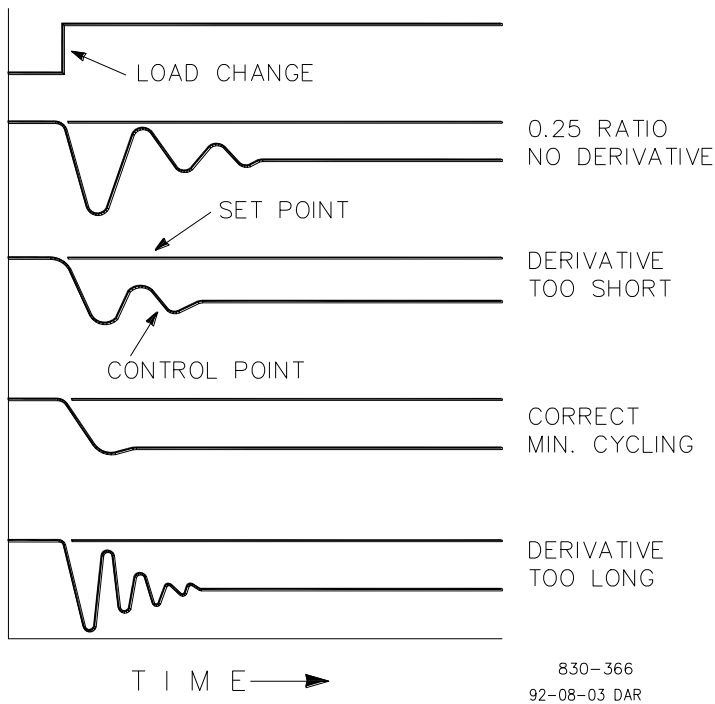 LOAD CHANGE
0.25 RATIO
NO DERIVATIVE
SET POINT
DERIVATIVE
TOO SHORT
CONTROL POINT
CORRECT
MIN. CYCLING
DERIVATIVE
TOO LONG
TIME
830-366
92-08-03 DAR